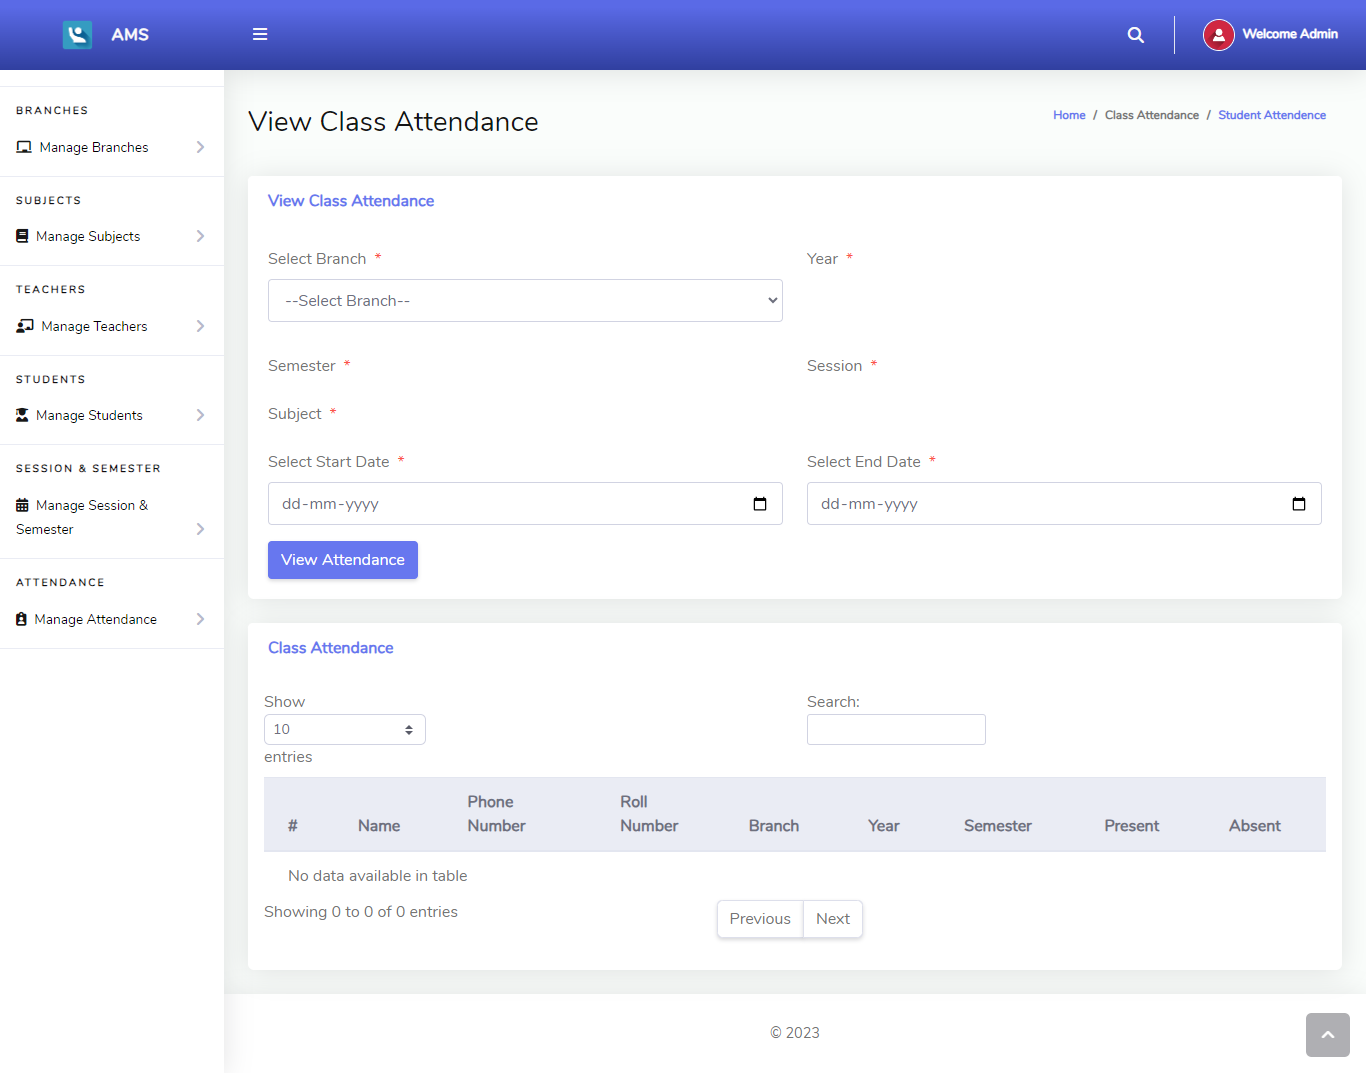 AMS
Welcome Admin
BRANCHES
Manage Branches
SUBJECTS
Manage Subjects
TEACHERS
Manage Teachers
STUDENTS
Manage Students
SESSION & SEMESTER
Manage Session &
Semester
ATTENDANCE
Manage Attendance
View Class Attendance
Home / Class Attendance / Student Attendence
View Class Attendance
Select Branch *
Year *
--Select Branch--
Semester *
Session *
Subject *
Select Start Date *
Select End Date *
dd-mm-yyyy
dd-mm-yyyy
View Attendance
Class Attendance
Show
10
entries
Search:
# Name Phone Number Roll Number Branch Year Semester Present Absent
No data available in table
Showing 0 to 0 of 0 entries
Previous Next
© 2023